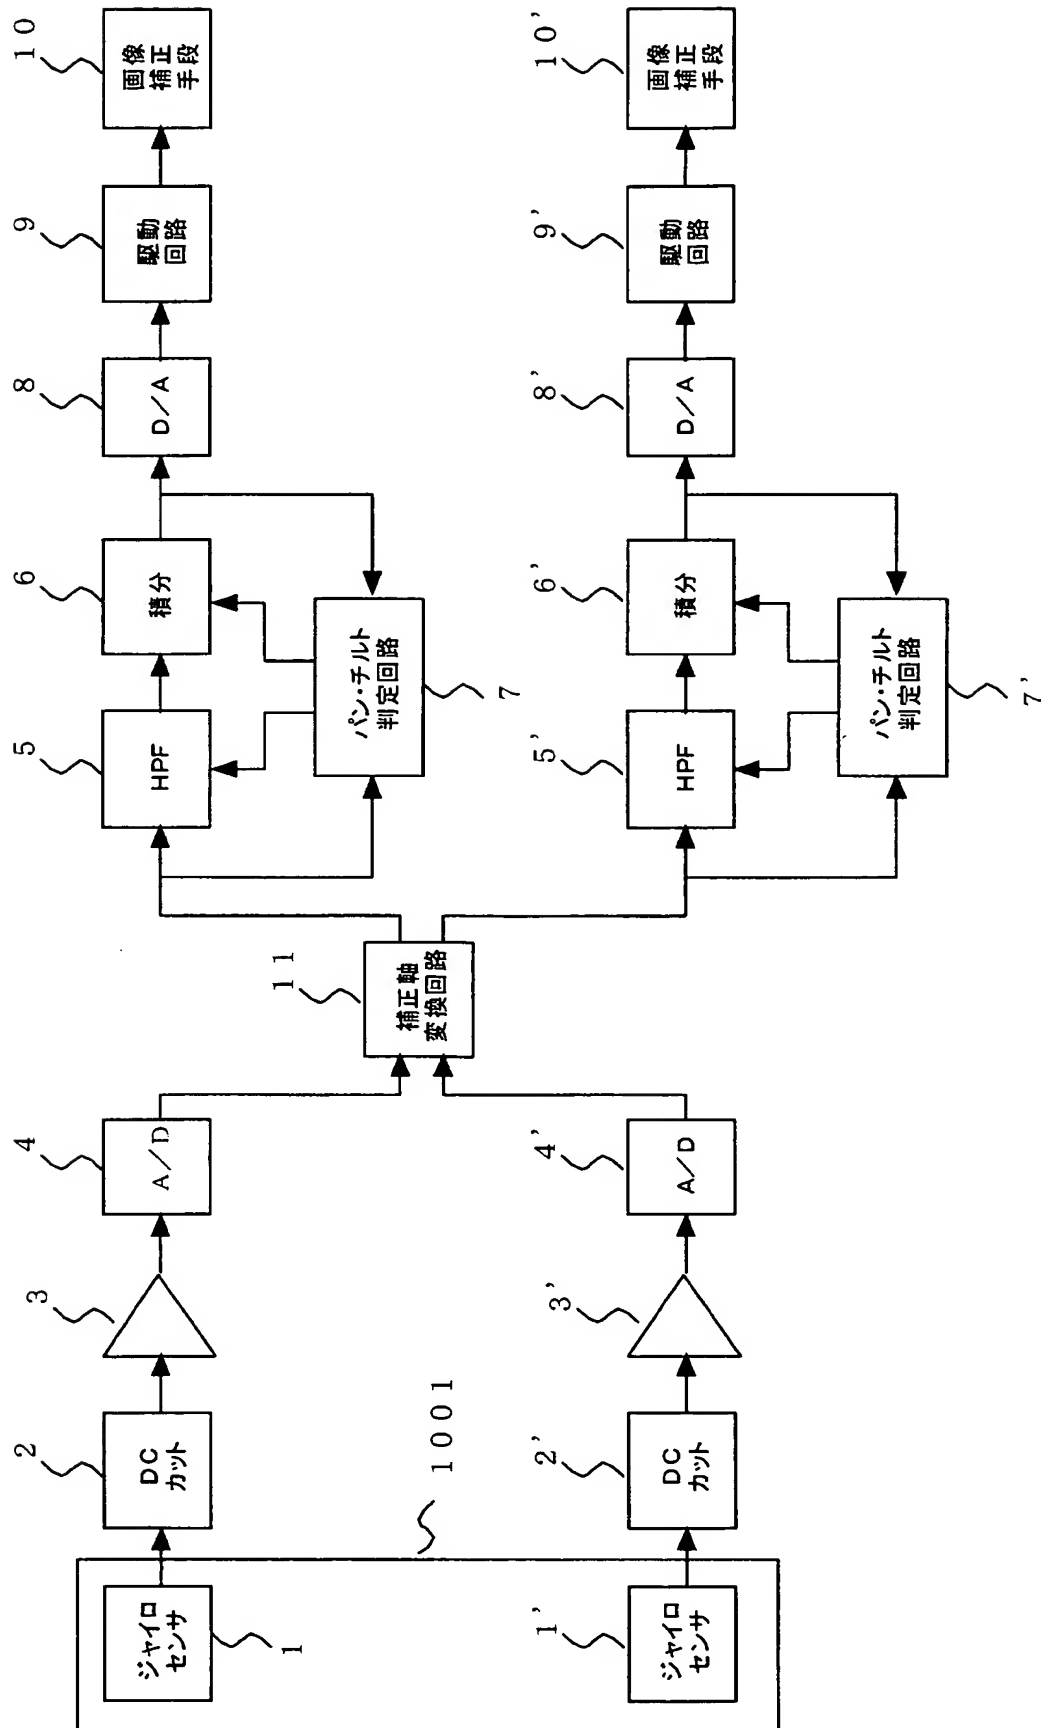 1
ジャイロ
センサ
2
DC
カット
3
4
A/D
1001
11
補正軸
変換回路
5
HPF
6
積分
7
パン・チルト
判定回路
8
D/A
9
駆動
回路
10
画像
補正
手段
1'
ジャイロ
センサ
2'
DC
カット
3'
4'
A/D
5'
HPF
6'
積分
7'
パン・チルト
判定回路
8'
D/A
9'
駆動
回路
10'
画像
補正
手段